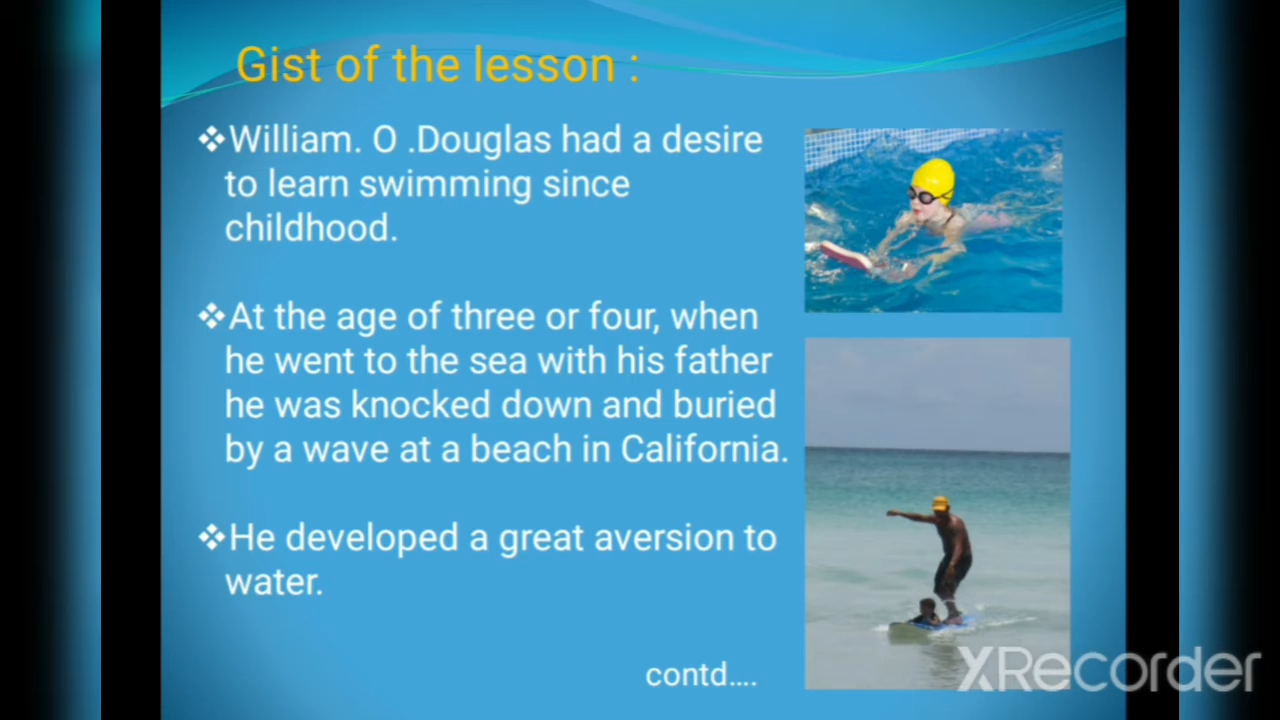 Gist of the lesson :
❖William. O .Douglas had a desire
to learn swimming since
childhood.
❖At the age of three or four, when
he went to the sea with his father
he was knocked down and buried
by a wave at a beach in California.
❖He developed a great aversion to
water.
contd....
XRecorder